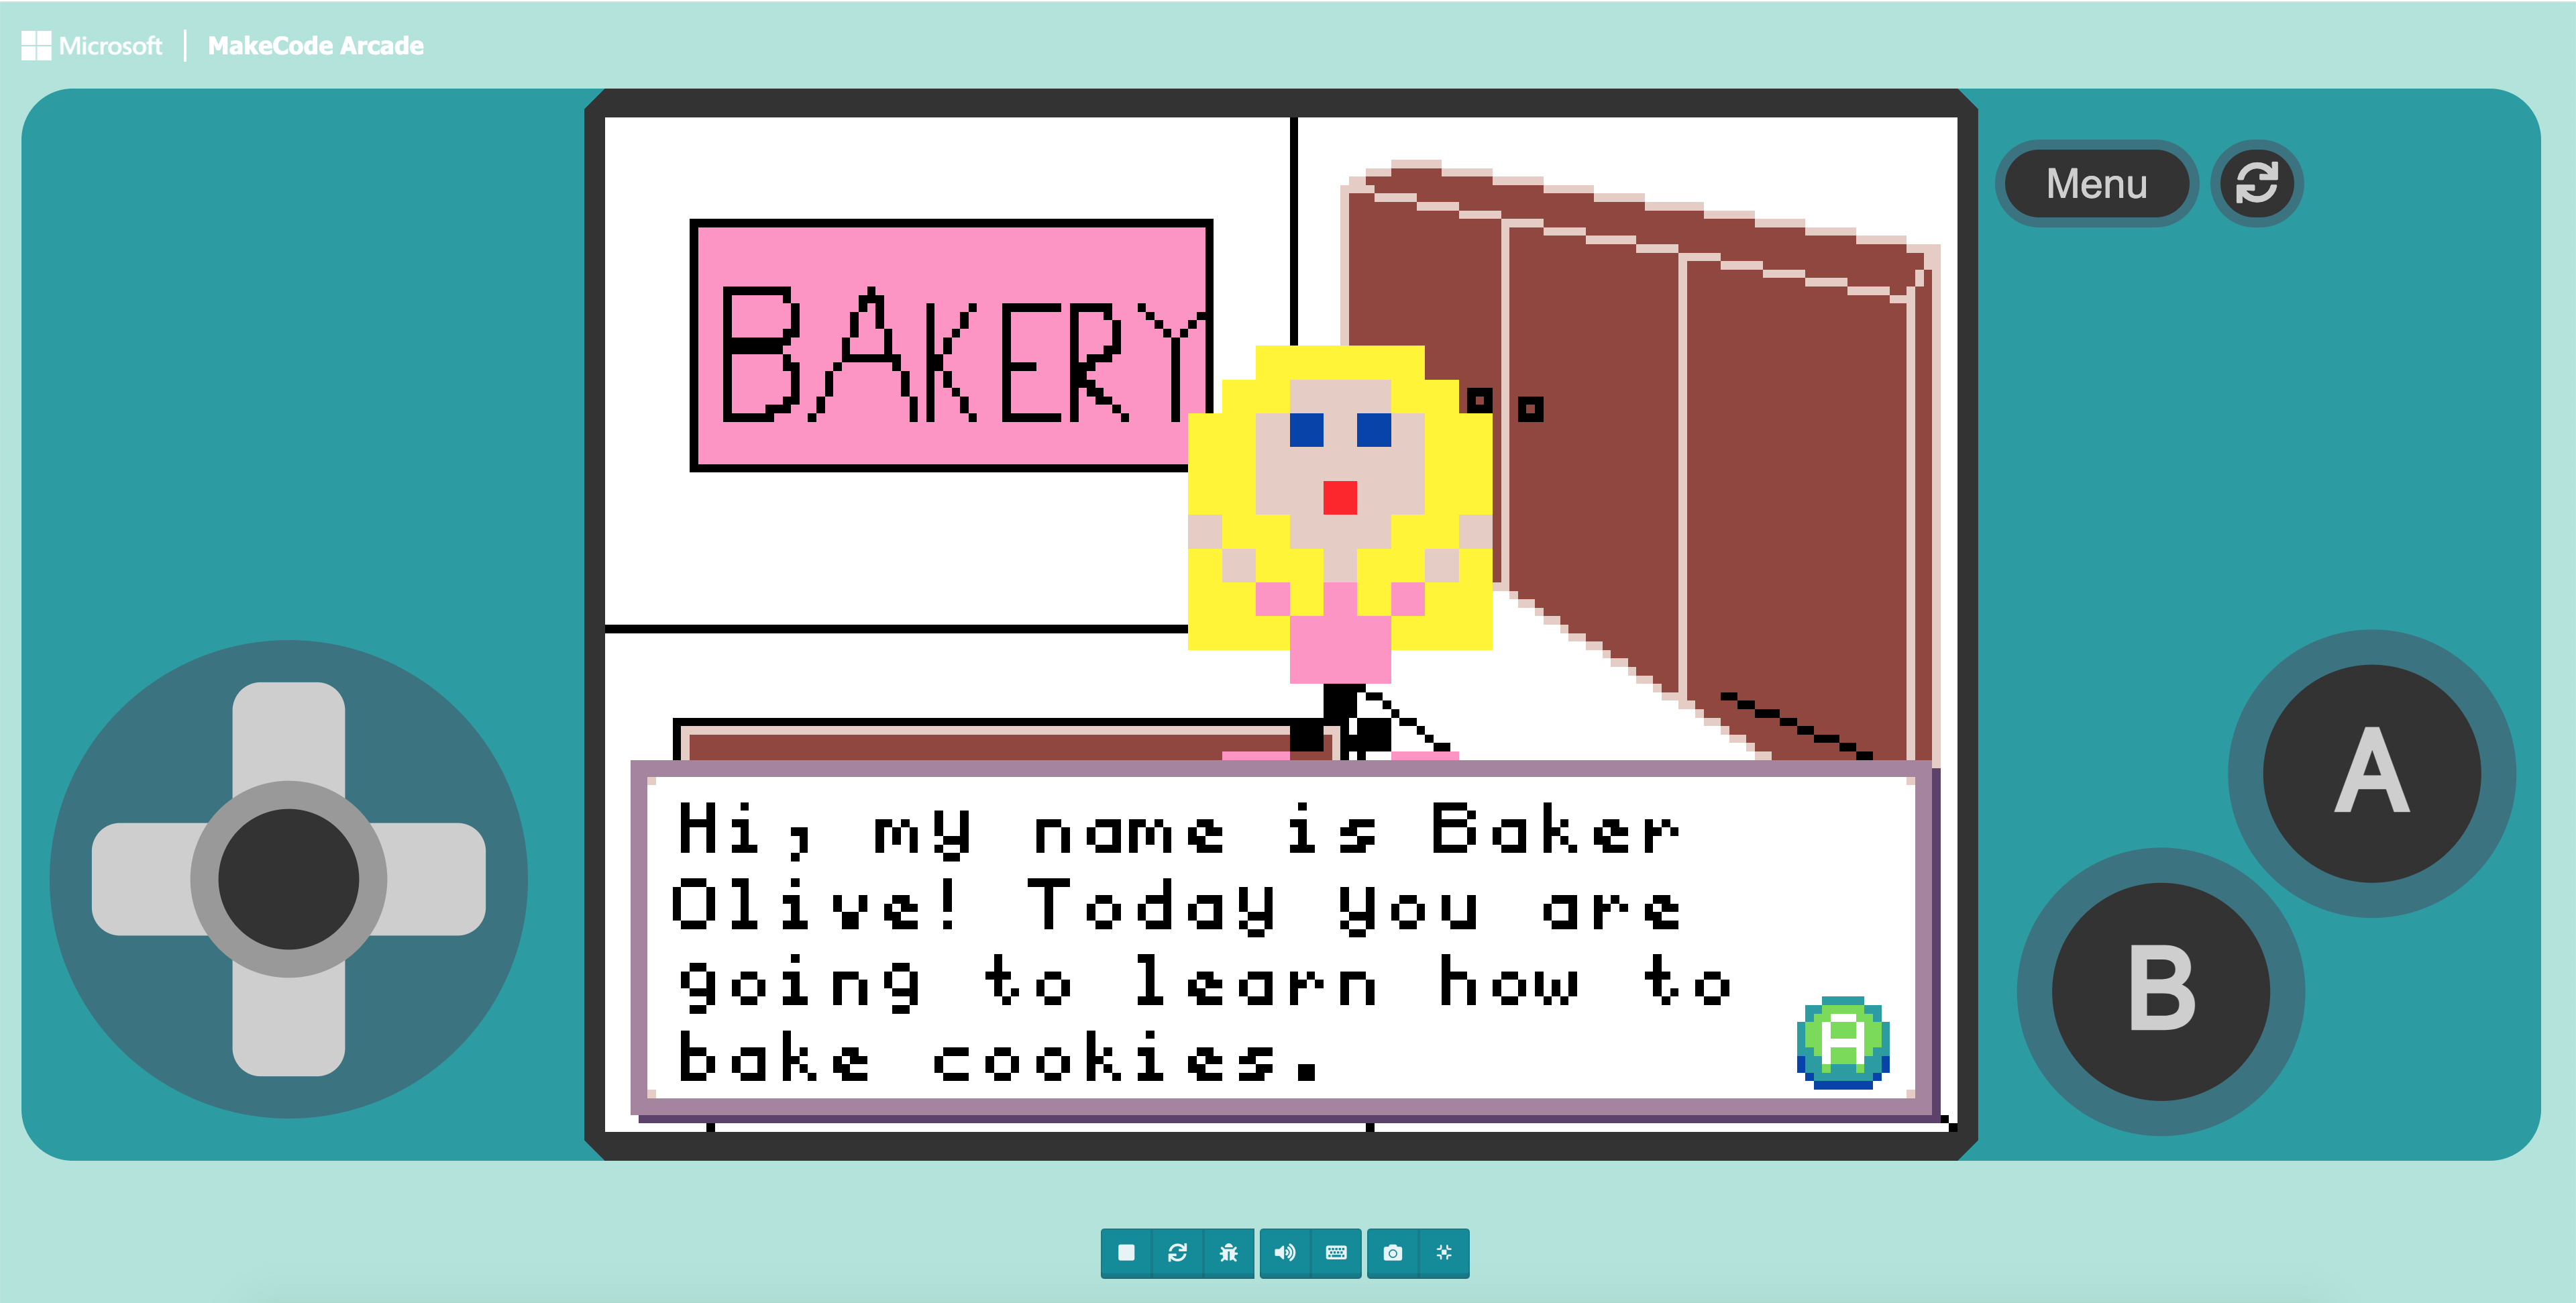 Microsoft | MakeCode Arcade
Menu
BAKERY
Hi, my name is Baker
Olive! Today you are
going to learn how to
bake cookies.
A
A
B